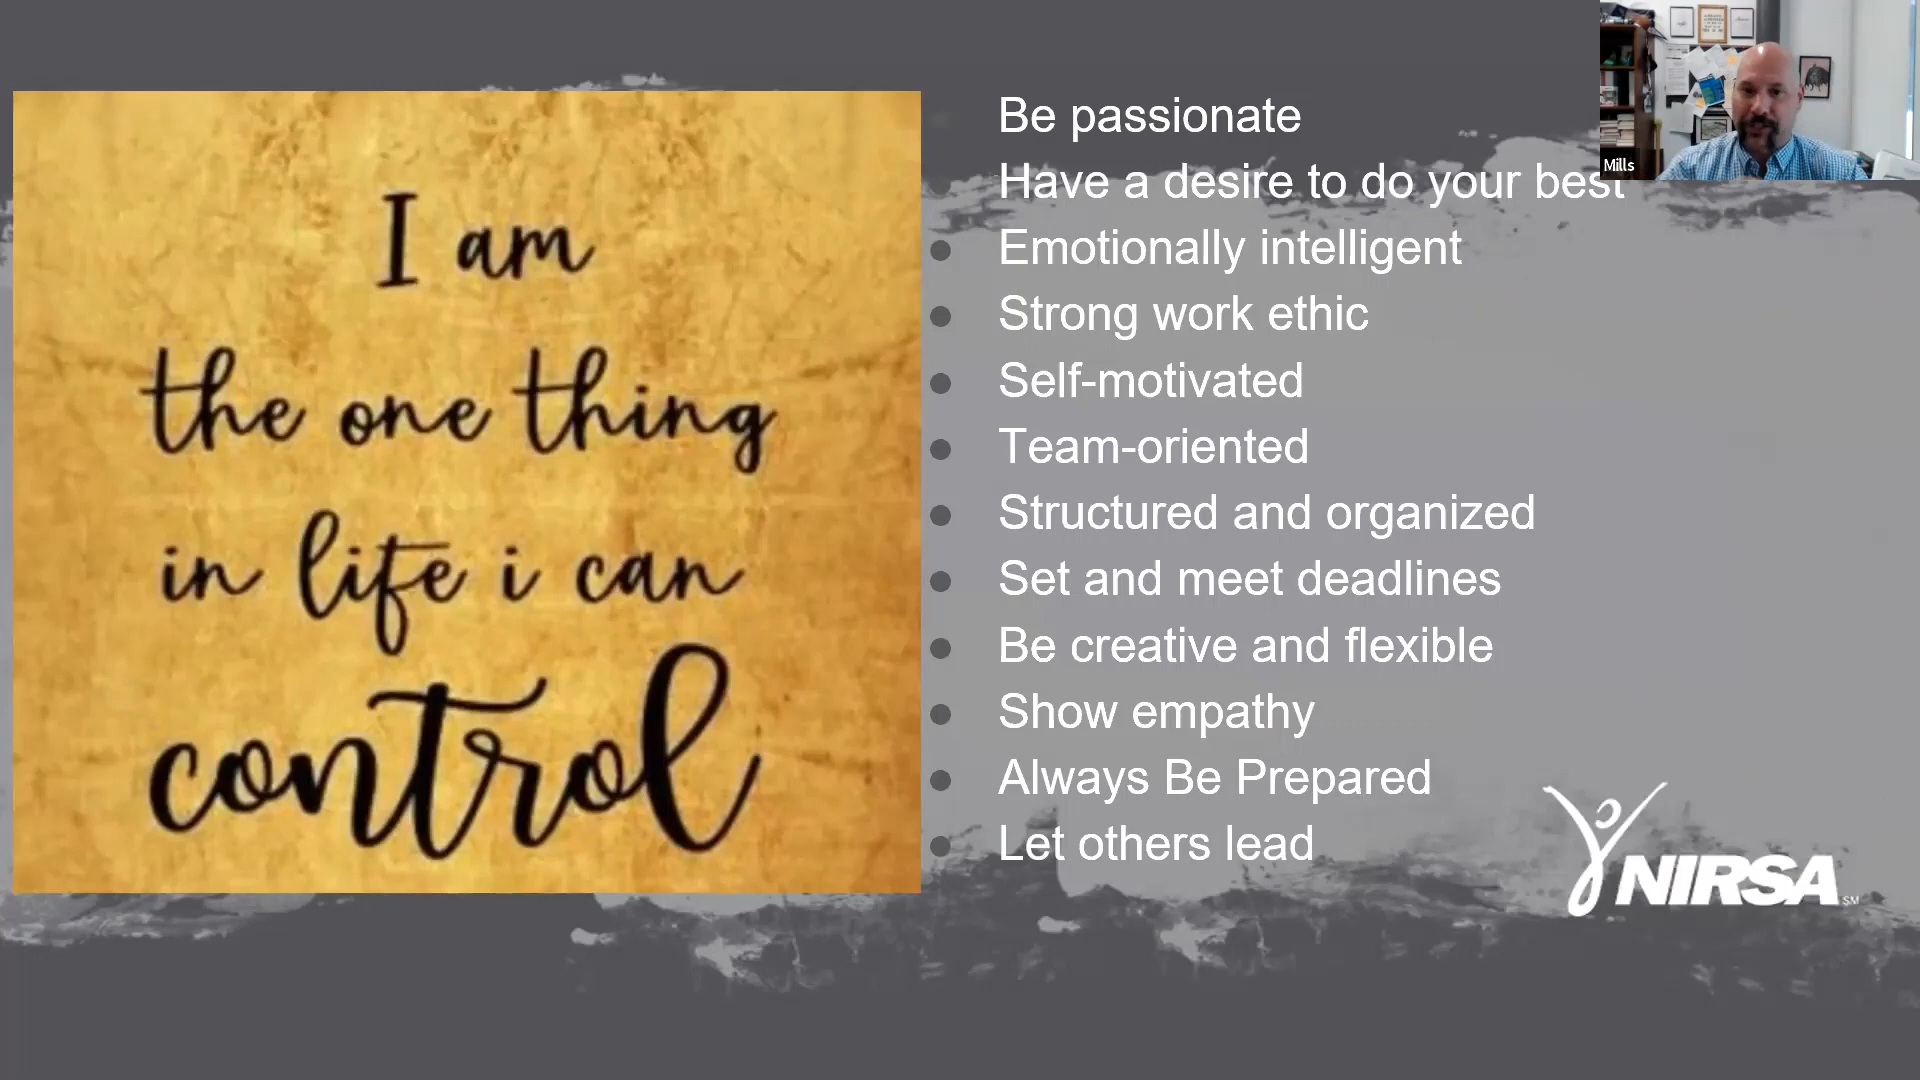 I am
the one thing
in life i can
control
Be passionate
Have a desire to do your best
Emotionally intelligent
Strong work ethic
Self-motivated
Team-oriented
Structured and organized
Set and meet deadlines
Be creative and flexible
Show empathy
Always Be Prepared
Let others lead
Mills
NIRSA SM